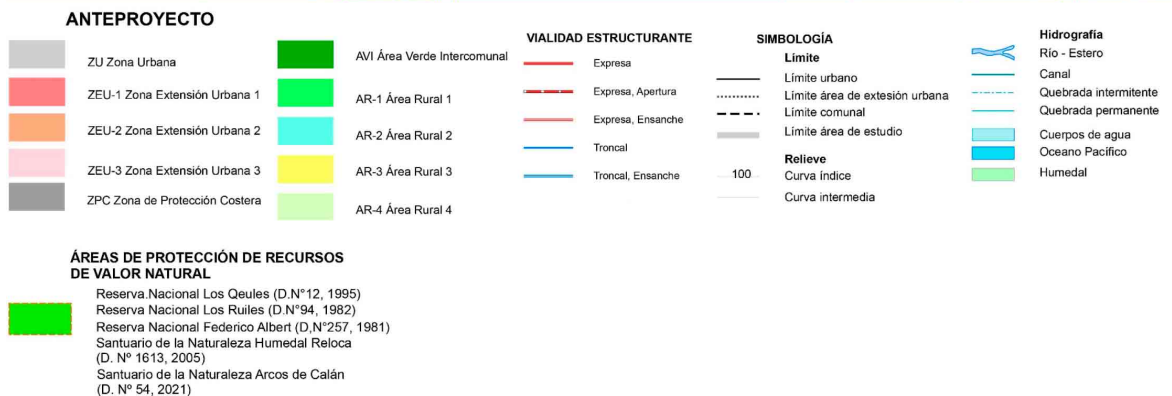 ANTEPROYECTO
ZU Zona Urbana
ZEU-1 Zona Extensión Urbana 1
ZEU-2 Zona Extensión Urbana 2
ZEU-3 Zona Extensión Urbana 3
ZPC Zona de Protección Costera
AVI Área Verde Intercomunal
AR-1 Área Rural 1
AR-2 Área Rural 2
AR-3 Área Rural 3
AR-4 Área Rural 4
VIALIDAD ESTRUCTURANTE
Expresa
Expresa, Apertura
Expresa, Ensanche
Troncal
Troncal, Ensanche
SIMBOLOGÍA
Límite
Límite urbano
Límite área de extesión urbana
Límite comunal
Límite área de estudio
Relieve
100 Curva índice
Curva intermedia
Hidrografía
Río - Estero
Canal
Quebrada intermitente
Quebrada permanente
Cuerpos de agua
Oceano Pacífico
Humedal
ÁREAS DE PROTECCIÓN DE RECURSOS
DE VALOR NATURAL
Reserva.Nacional Los Qeules (D.N°12, 1995)
Reserva Nacional Los Ruiles (D.N°94, 1982)
Reserva Nacional Federico Albert (D,N°257, 1981)
Santuario de la Naturaleza Humedal Reloca
(D. Nº 1613, 2005)
Santuario de la Naturaleza Arcos de Calán
(D. Nº 54, 2021)